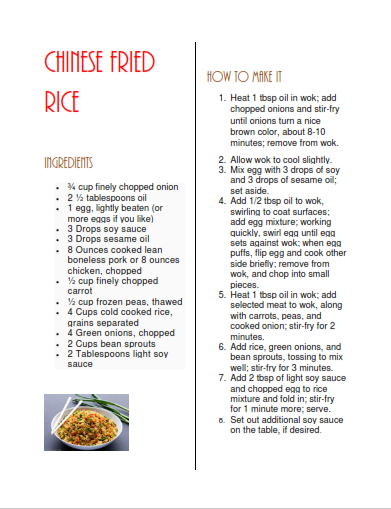 CHINESE FRIED
RICE
INGREDIENTS
• ¾ cup finely chopped onion
• 2 ½ tablespoons oil
• 1 egg, lightly beaten (or
more eggs if you like)
• 3 Drops soy sauce
• 3 Drops sesame oil
• 8 Ounces cooked lean
boneless pork or 8 ounces
chicken, chopped
• ½ cup finely chopped
carrot
• ½ cup frozen peas, thawed
• 4 Cups cold cooked rice,
grains separated
• 4 Green onions, chopped
• 2 Cups bean sprouts
• 2 Tablespoons light soy
sauce
HOW TO MAKE IT
1. Heat 1 tbsp oil in wok; add
chopped onions and stir-fry
until onions turn a nice
brown color, about 8-10
minutes; remove from wok.
2. Allow wok to cool slightly.
3. Mix egg with 3 drops of soy
and 3 drops of sesame oil;
set aside.
4. Add 1/2 tbsp oil to wok,
swirling to coat surfaces;
add egg mixture; working
quickly, swirl egg until egg
sets against wok; when egg
puffs, flip egg and cook other
side briefly; remove from
wok, and chop into small
pieces.
5. Heat 1 tbsp oil in wok; add
selected meat to wok, along
with carrots, peas, and
cooked onion; stir-fry for 2
minutes.
6. Add rice, green onions, and
bean sprouts, tossing to mix
well; stir-fry for 3 minutes.
7. Add 2 tbsp of light soy sauce
and chopped egg to rice
mixture and fold in; stir-fry
for 1 minute more; serve.
8. Set out additional soy sauce
on the table, if desired.